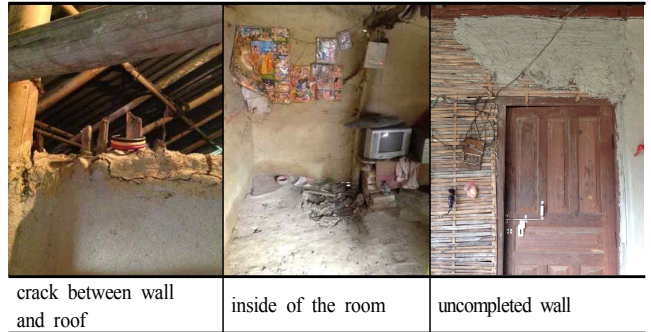 crack between wall
and roof
inside of the room
uncompleted wall